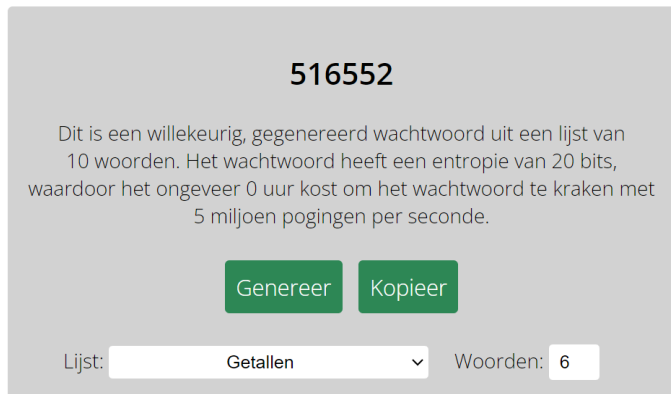 516552
Dit is een willekeurig, gegenereerd wachtwoord uit een lijst van
10 woorden. Het wachtwoord heeft een entropie van 20 bits,
waardoor het ongeveer 0 uur kost om het wachtwoord te kraken met
5 miljoen pogingen per seconde.
Genereer Kopieer
Lijst: Getallen Woorden: 6